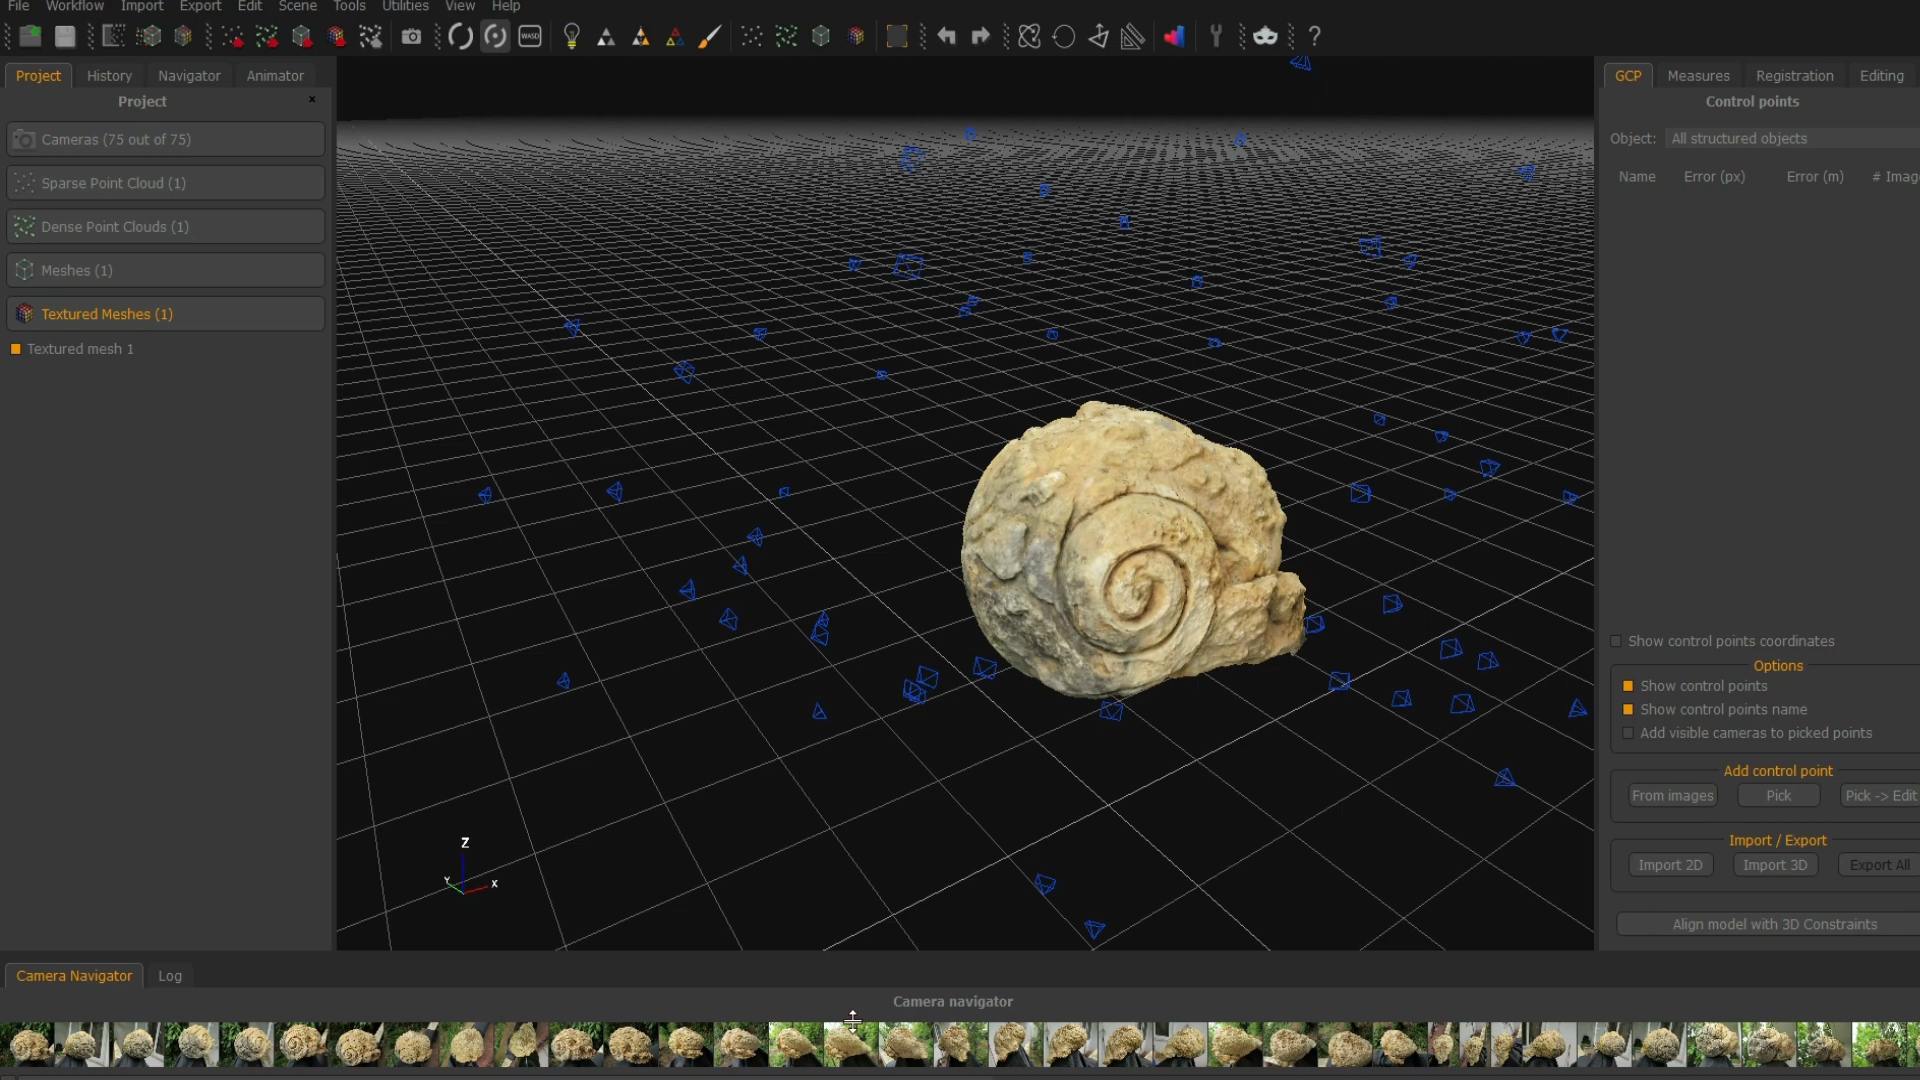 File Workflow Import Export Edit Scene Tools Utilities View Help
WASD
Project History Navigator Animator
Project
Cameras (75 out of 75)
Sparse Point Cloud (1)
Dense Point Clouds (1)
Meshes (1)
Textured Meshes (1)
Textured mesh 1
Z
Y
X
GCP Measures Registration Editing
Control points
Object: All structured objects
Name Error (px) Error (m) # Imag
Show control points coordinates
Options
Show control points
Show control points name
Add visible cameras to picked points
Add control point
From images Pick Pick -> Edit
Import / Export
Import 2D Import 3D Export All
Align model with 3D Constraints
Camera Navigator Log
Camera navigator